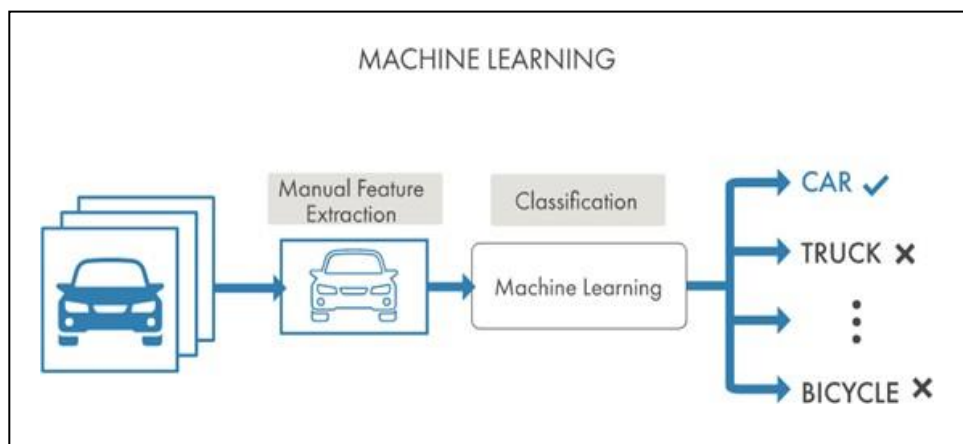 MACHINE LEARNING
Manual Feature
Extraction
Classification
Machine Learning
CAR
TRUCK
BICYCLE